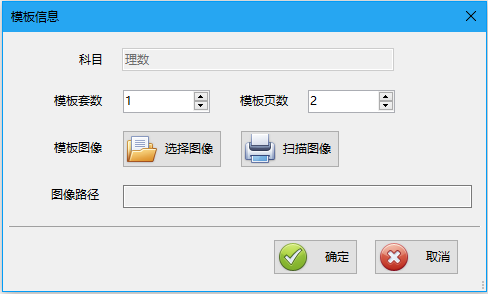 模板信息
科目 理数
模板套数 1 模板页数 2
模板图像 选择图像 扫描图像
图像路径
确定 取消